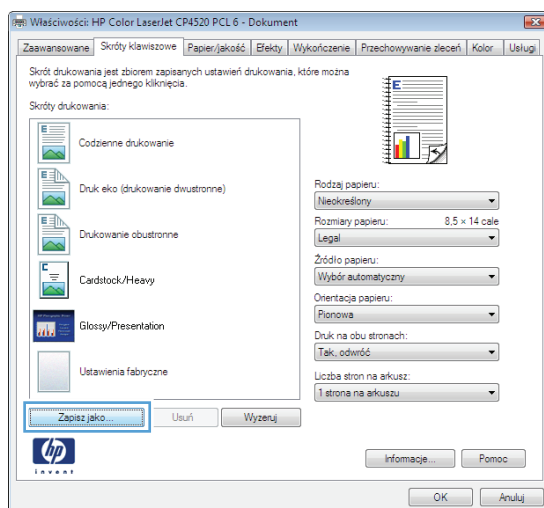 Właściwości: HP Color LaserJet CP4520 PCL 6 - Dokument
Zaawansowane Skróty klawiszowe Papier/jakość Efekty Wykończenie Przechowywanie zleceń Kolor Usługi
Skrót drukowania jest zbiorem zapisanych ustawień drukowania, które można
wybrać za pomocą jednego kliknięcia.
Skróty drukowania:
Codzienne drukowanie
Druk eko (drukowanie dwustronne)
Drukowanie obustronne
Cardstock/Heavy
Glossy/Presentation
Ustawienia fabryczne
Zapisz jako...
Usuń
Wyzeruj
Rodzaj papieru:
Nieokreślony
Rozmiary papieru: 8,5 × 14 cale
Legal
Źródło papieru:
Wybór automatyczny
Orientacja papieru:
Pionowa
Druk na obu stronach:
Tak, odwróć
Liczba stron na arkusz:
1 strona na arkuszu
hp
invent
Informacje...
Pomoc
OK
Anuluj